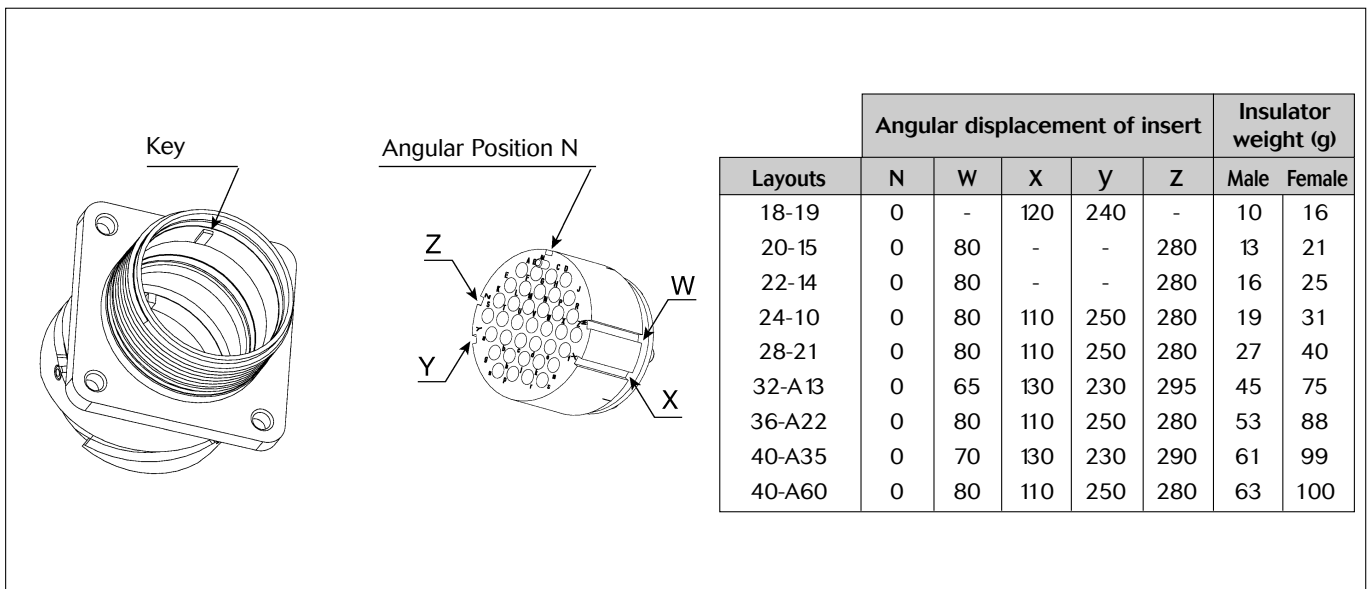 Key
Angular Position N
Z
Y
W
X
Angular displacement of insert Insulator weight (g)
Layouts N W X y Z Male Female
18-19 0 - 120 240 - 10 16
20-15 0 80 - - 280 13 21
22-14 0 80 - - 280 16 25
24-10 0 80 110 250 280 19 31
28-21 0 80 110 250 280 27 40
32-A13 0 65 130 230 295 45 75
36-A22 0 80 110 250 280 53 88
40-A35 0 70 130 230 290 61 99
40-A60 0 80 110 250 280 63 100